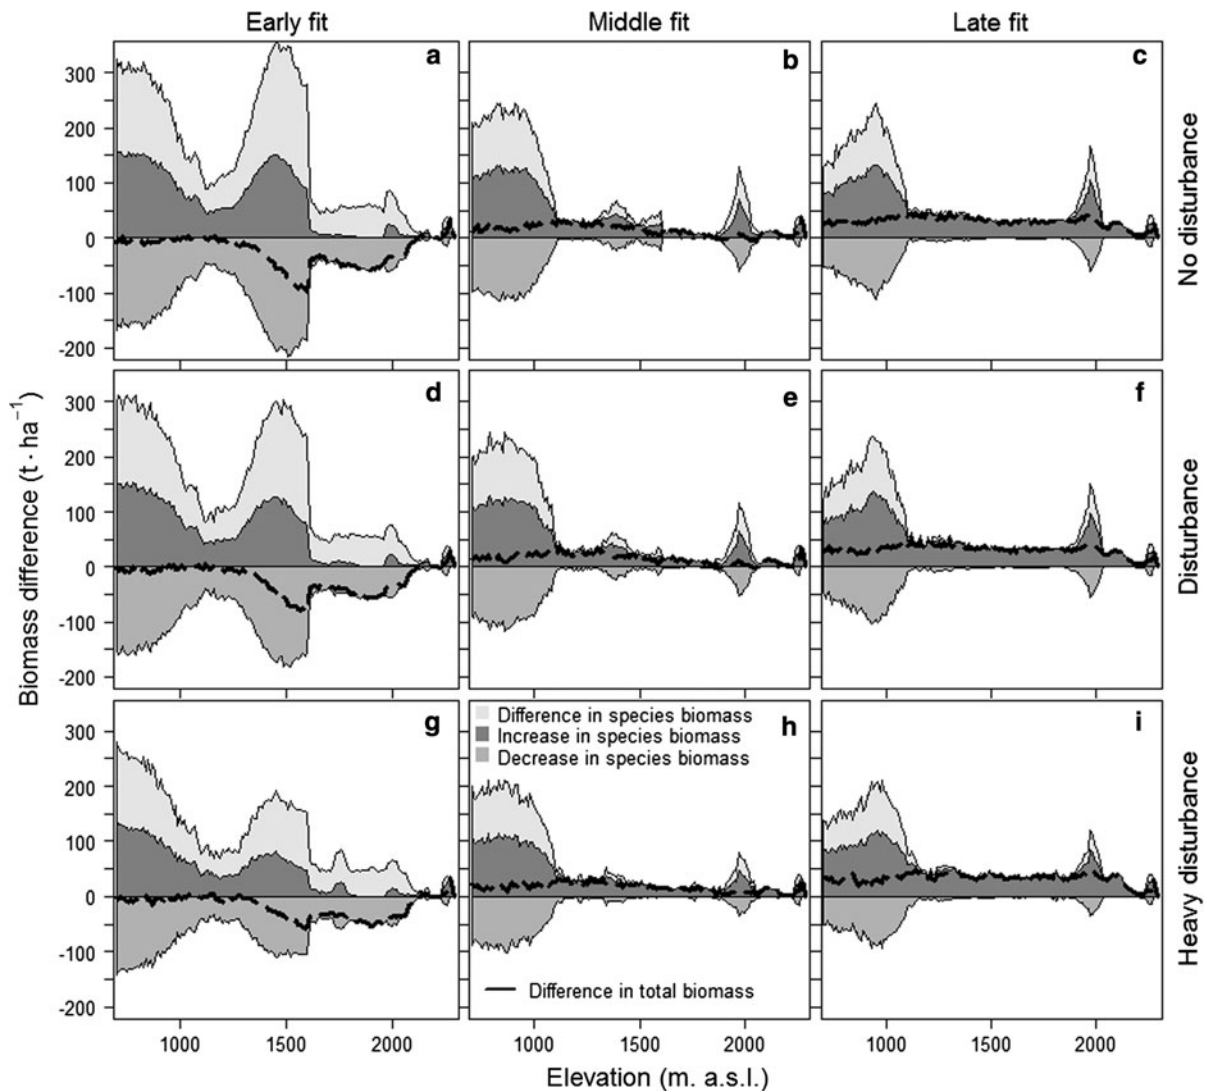 Early fit
Middle fit
Late fit
a
b
c
300
200
100
0
-100
-200
No disturbance
d
e
f
300
200
100
0
-100
-200
Disturbance
Biomass difference (t · ha⁻¹)
g
h
i
Difference in species biomass
Increase in species biomass
Decrease in species biomass
300
200
100
0
-100
-200
Heavy disturbance
Difference in total biomass
1000
1500
2000
1000
1500
2000
1000
1500
2000
Elevation (m. a.s.l.)